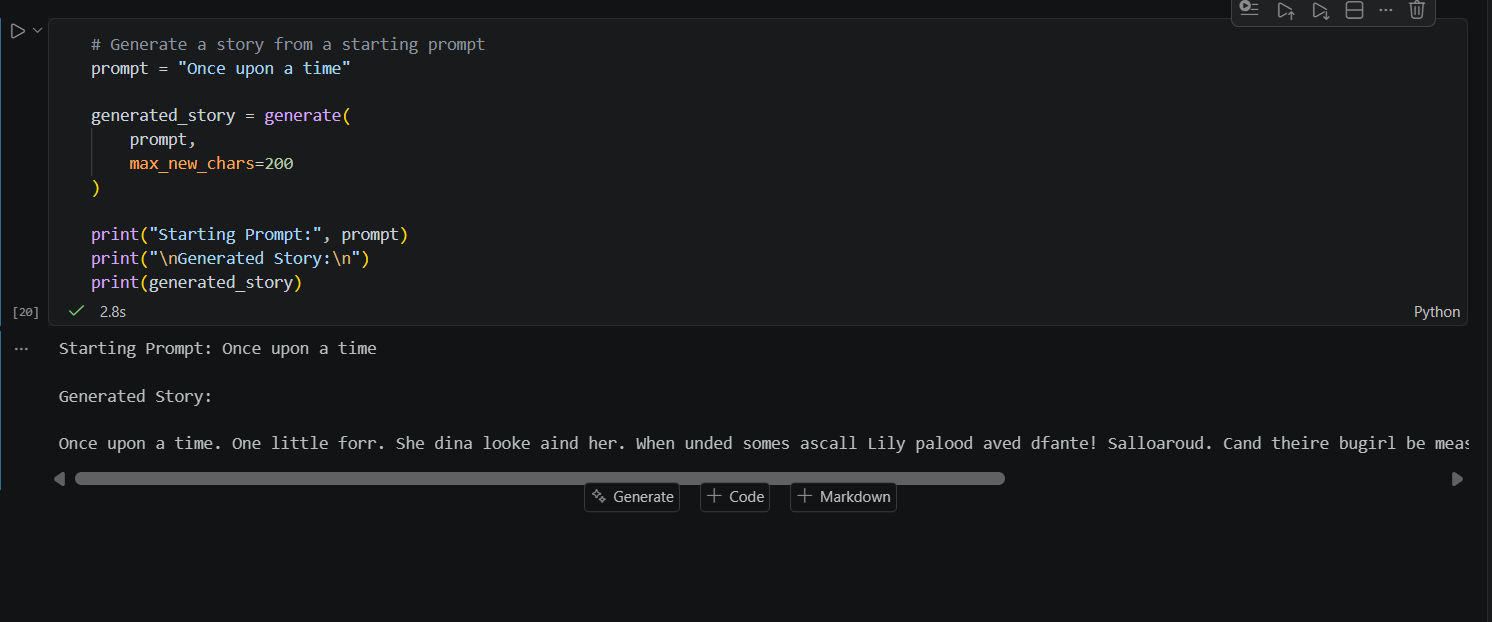 # Generate a story from a starting prompt
prompt = "Once upon a time"
generated_story = generate(
    prompt,
    max_new_chars=200
)
print("Starting Prompt:", prompt)
print("\nGenerated Story:\n")
print(generated_story)
[20]
2.8s
Python
Starting Prompt: Once upon a time
Generated Story:
Once upon a time. One little forr. She dina looke aind her. When unded somes ascall Lily palood aved dfante! Salloaroud. Cand theire bugirl be meas
Generate
Code
Markdown